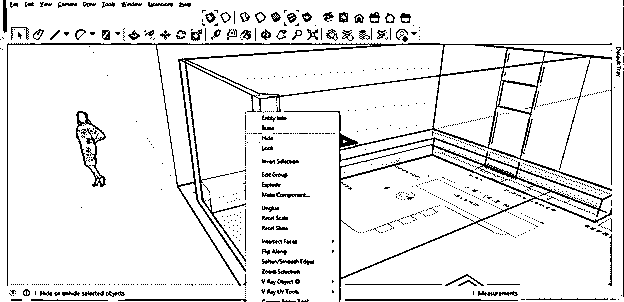 File Edit View Camera Draw Tools Window Extensions Help
Default Tray
Entity Info
Erase
Hide
Lock
Invert Selection
Edit Group
Explode
Make Component...
Unglue
Reset Scale
Reset Skew
Intersect Faces
Flip Along
Soften/Smooth Edges
Zoom Selection
V Ray Object ID
V Ray UV Tools
Hide or unhide selected objects
Measurements